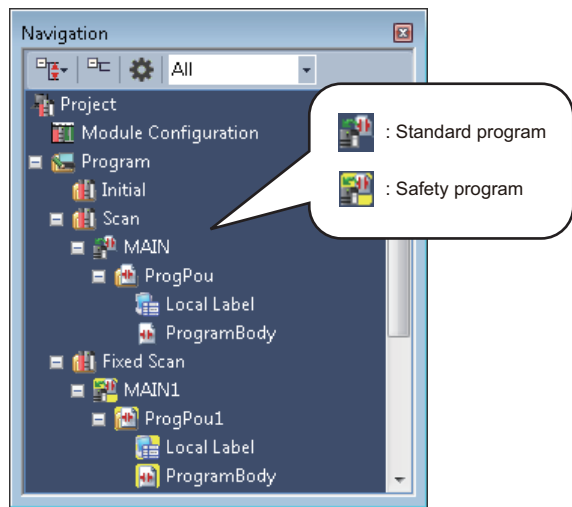 Navigation
All
Project
Module Configuration
Program
Initial
Scan
MAIN
ProgPou
Local Label
ProgramBody
Fixed Scan
MAIN1
ProgPou1
Local Label
ProgramBody
: Standard program
: Safety program